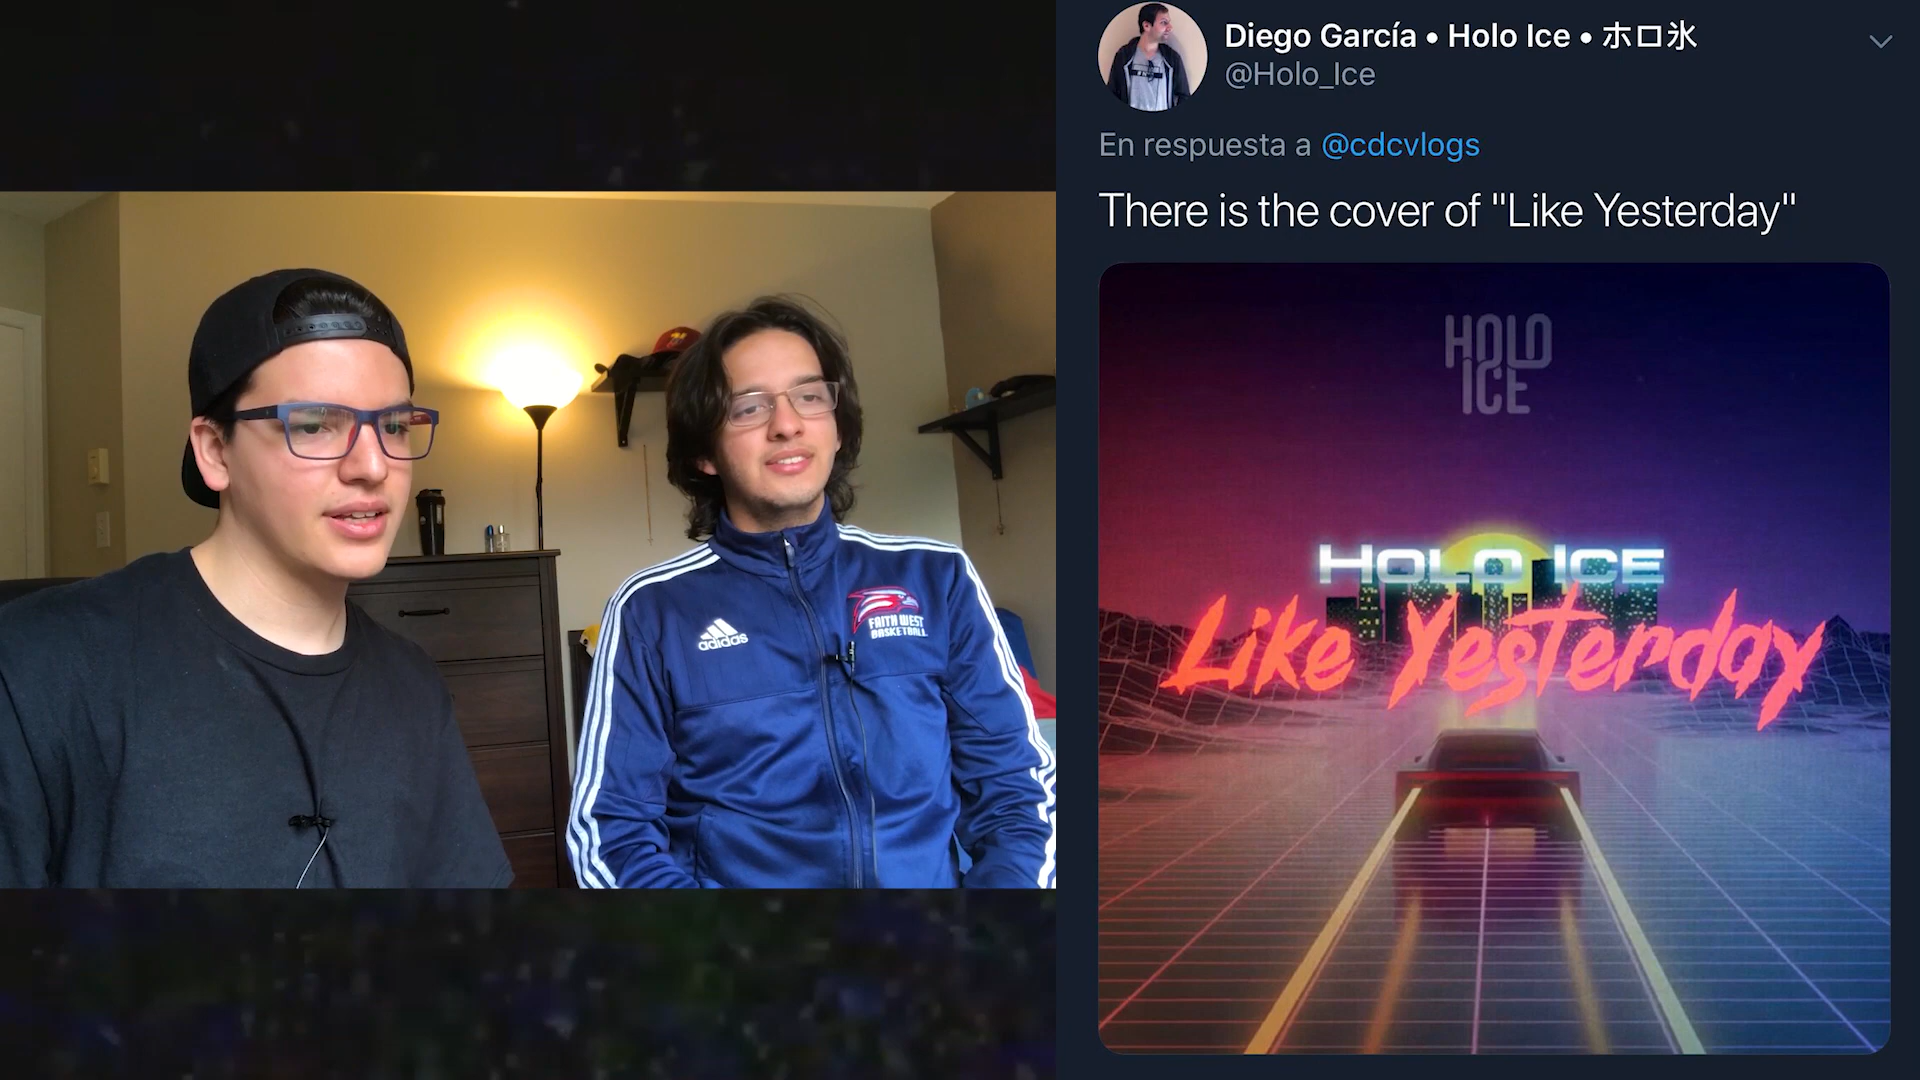 Diego García • Holo Ice • ホロ氷
@Holo_Ice
En respuesta a @cdcvlogs
There is the cover of "Like Yesterday"
HOLO
ICE
HOLO ICE
Like Yesterday
adidas
FAITH WEST
BASKETBALL